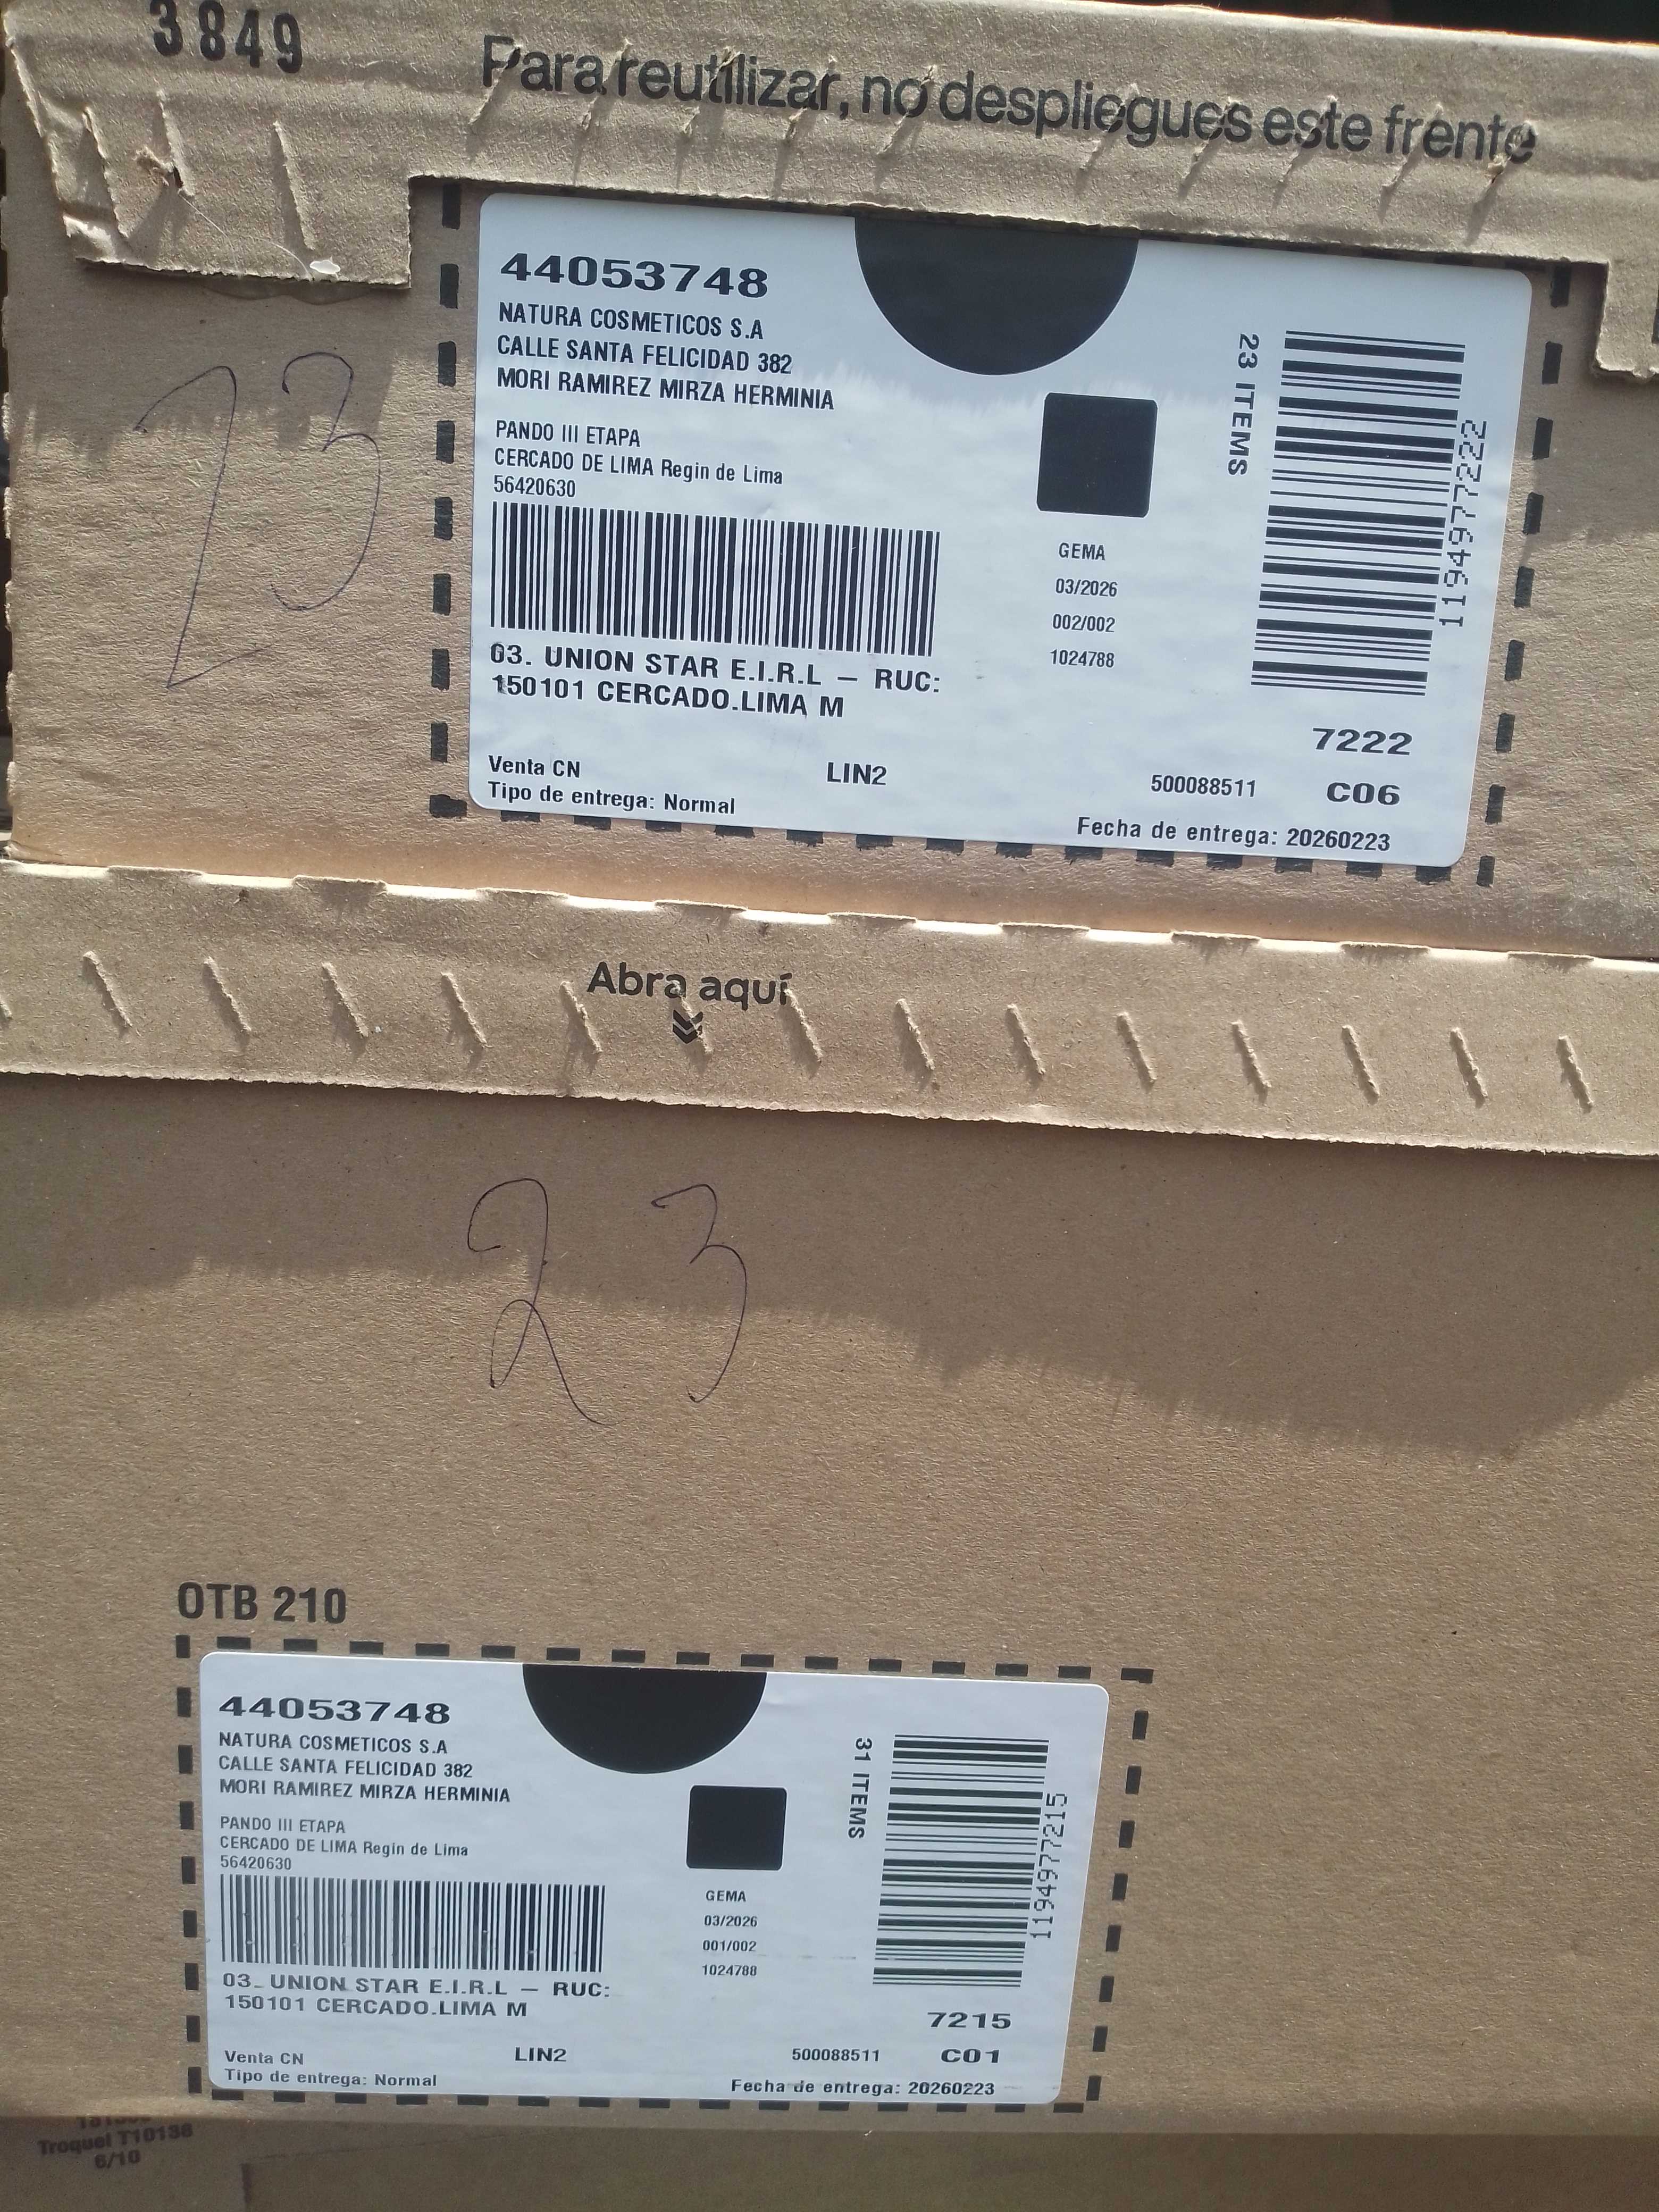 3849
Para reutilizar, no despliegues este frente
23
44053748
NATURA COSMETICOS S.A
CALLE SANTA FELICIDAD 382
MORI RAMIREZ MIRZA HERMINIA
PANDO III ETAPA
CERCADO DE LIMA Regin de Lima
56420630
03. UNION STAR E.I.R.L – RUC:
150101 CERCADO.LIMA M
Venta CN
Tipo de entrega: Normal
LIN2
GEMA
03/2026
002/002
1024788
23 ITEMS
1194977222
7222
500088511
C06
Fecha de entrega: 20260223
Abra aquí
23
OTB 210
44053748
NATURA COSMETICOS S.A
CALLE SANTA FELICIDAD 382
MORI RAMIREZ MIRZA HERMINIA
PANDO III ETAPA
CERCADO DE LIMA Regin de Lima
56420630
03. UNION STAR E.I.R.L – RUC:
150101 CERCADO.LIMA M
Venta CN
Tipo de entrega: Normal
LIN2
GEMA
03/2026
001/002
1024788
31 ITEMS
1194977215
7215
500088511
C01
Fecha de entrega: 20260223
Troquel T10138
6/10